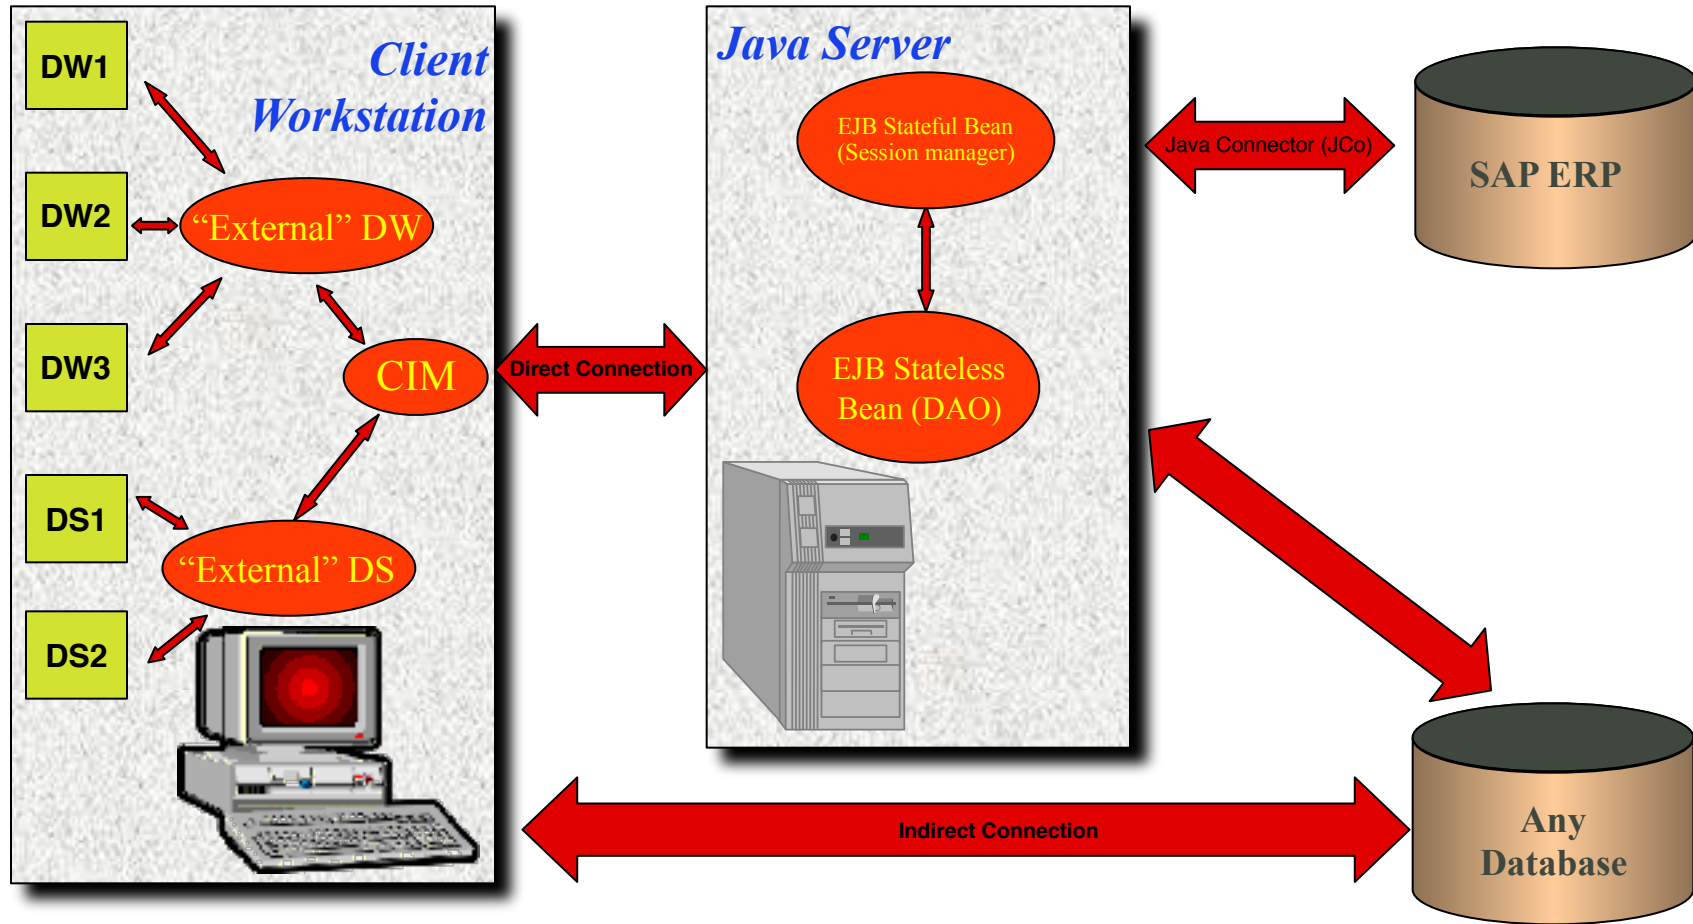 Client
Workstation
DW1
DW2
DW3
DS1
DS2
“External” DW
CIM
“External” DS
Direct Connection
Java Server
EJB Stateful Bean
(Session manager)
EJB Stateless
Bean (DAO)
Java Connector (JCo)
SAP ERP
Indirect Connection
Any
Database